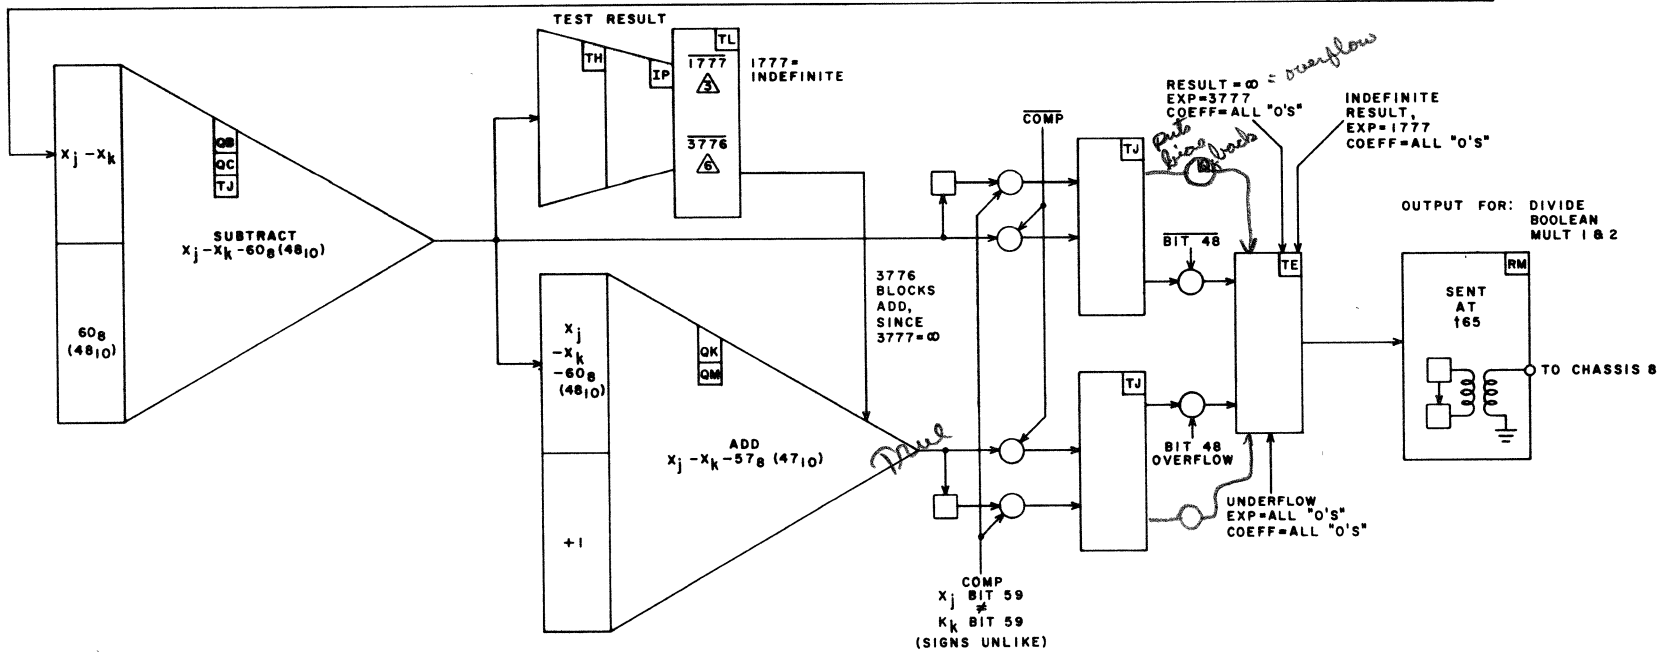 TEST RESULT
TH
IP
TL
1777
3
3776
6
1777=
INDEFINITE
xj-xk
QB
QC
TJ
SUBTRACT
xj-xk-60₈(48₁₀)
60₈
(48₁₀)
xj
-xk
-60₈
(48₁₀)
+1
QK
QM
ADD
xj-xk-57₈(47₁₀)
3776
BLOCKS
ADD,
SINCE
3777=∞
COMP
TJ
puts
bias back
RESULT=∞ = overflow
EXP=3777
COEFF=ALL "O'S"
INDEFINITE
RESULT,
EXP=1777
COEFF=ALL "O'S"
BIT 48
TE
OUTPUT FOR: DIVIDE
BOOLEAN
MULT 1 & 2
RM
SENT
AT
t65
TO CHASSIS 8
TJ
BIT 48
OVERFLOW
UNDERFLOW
EXP=ALL "O'S"
COEFF=ALL "O'S"
COMP
xj BIT 59
≠
Kk BIT 59
(SIGNS UNLIKE)